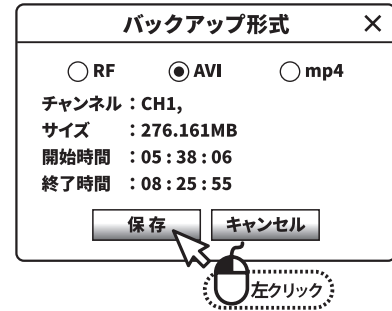 バックアップ形式 ×
RF AVI mp4
チャンネル：CH1,
サイズ ：276.161MB
開始時間 ：05：38：06
終了時間 ：08：25：55
保存 キャンセル
左クリック